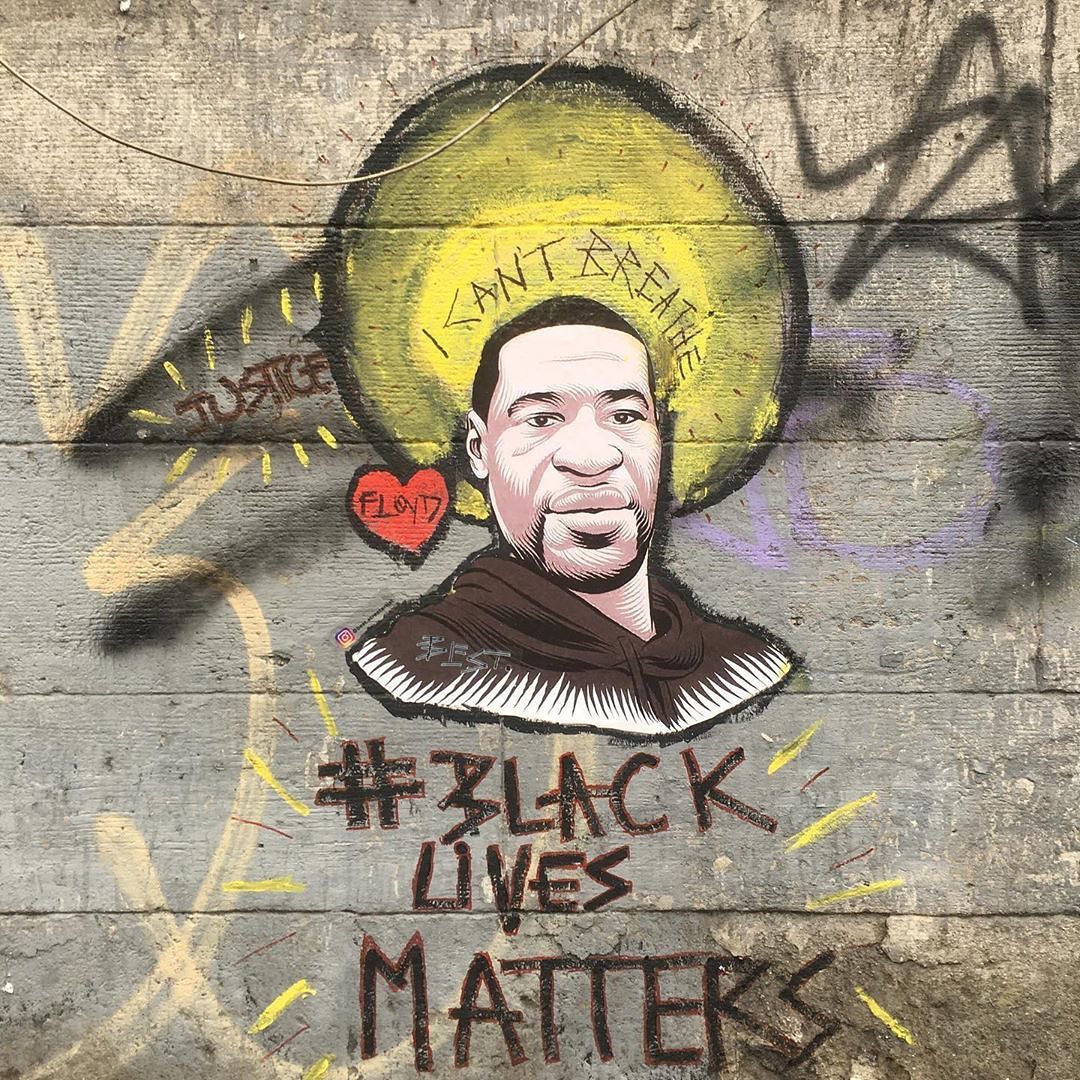 I CAN'T BREATHE
JUSTICE
FLOYD
BEST.
#BLACK
LIVES
MATTERS